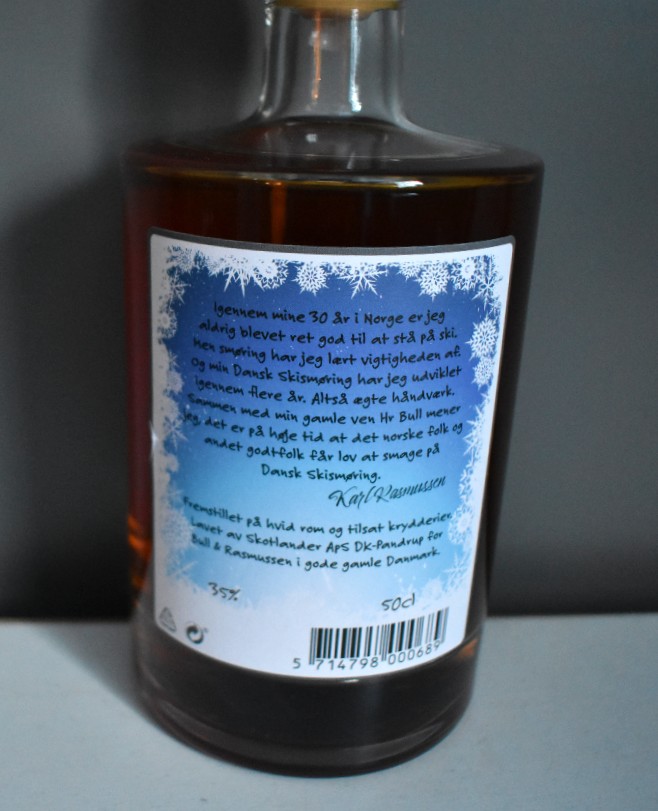 Igennem mine 30 år i Norge er jeg
aldrig blevet ret god til at stå på ski.
Men smøring har jeg lært vigtigheden af.
Og min Dansk Skismøring har jeg udviklet
igennem flere år. Altså ægte håndværk.
Sammen med min gamle ven Hr Bull mener
jeg, det er på høje tid at det norske folk og
andet godtfolk får lov at smage på
Dansk Skismøring.
Karl Rasmussen
Fremstillet på hvid rom og tilsat krydderier.
Lavet av Skotlander ApS DK-Pandrup for
Bull & Rasmussen i gode gamle Danmark.
35%
50cl
5 714798 000689